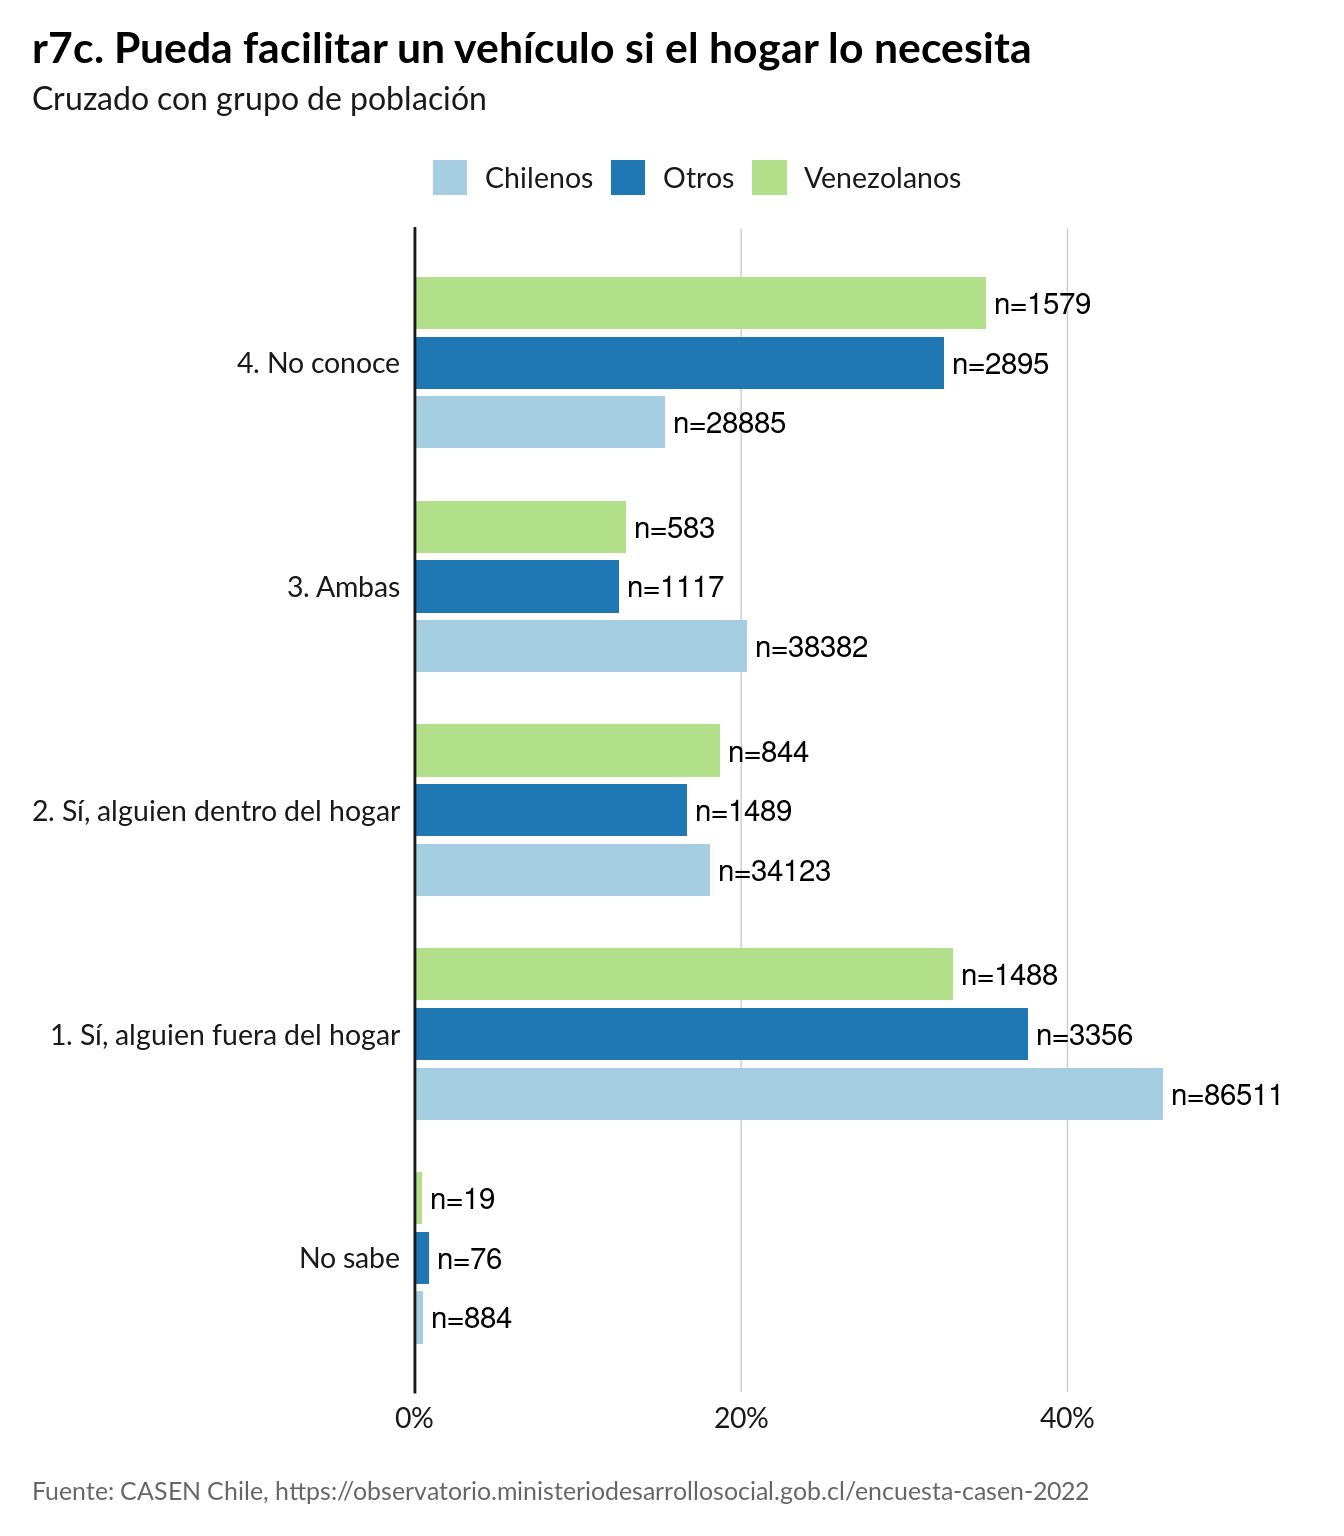 r7c. Pueda facilitar un vehículo si el hogar lo necesita
Cruzado con grupo de población
Chilenos Otros Venezolanos
n=1579
4. No conoce n=2895
n=28885
n=583
3. Ambas n=1117
n=38382
n=844
2. Sí, alguien dentro del hogar n=1489
n=34123
n=1488
1. Sí, alguien fuera del hogar n=3356
n=86511
n=19
No sabe n=76
n=884
0% 20% 40%
Fuente: CASEN Chile, https://observatorio.ministeriodesarrollosocial.gob.cl/encuesta-casen-2022